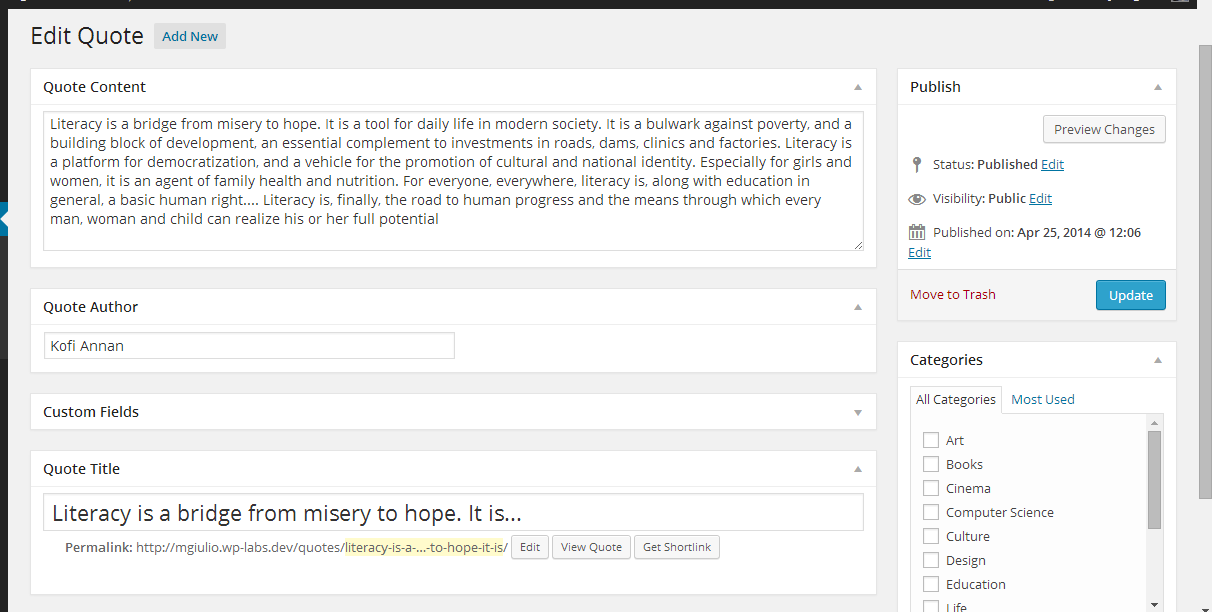 Edit Quote Add New
Quote Content
Literacy is a bridge from misery to hope. It is a tool for daily life in modern society. It is a bulwark against poverty, and a
building block of development, an essential complement to investments in roads, dams, clinics and factories. Literacy is
a platform for democratization, and a vehicle for the promotion of cultural and national identity. Especially for girls and
women, it is an agent of family health and nutrition. For everyone, everywhere, literacy is, along with education in
general, a basic human right.... Literacy is, finally, the road to human progress and the means through which every
man, woman and child can realize his or her full potential
Quote Author
Kofi Annan
Custom Fields
Quote Title
Literacy is a bridge from misery to hope. It is...
Permalink: http://mgiulio.wp-labs.dev/quotes/literacy-is-a-...-to-hope-it-is/ Edit View Quote Get Shortlink
Publish
Preview Changes
Status: Published Edit
Visibility: Public Edit
Published on: Apr 25, 2014 @ 12:06
Edit
Move to Trash Update
Categories
All Categories Most Used
Art
Books
Cinema
Computer Science
Culture
Design
Education
Life